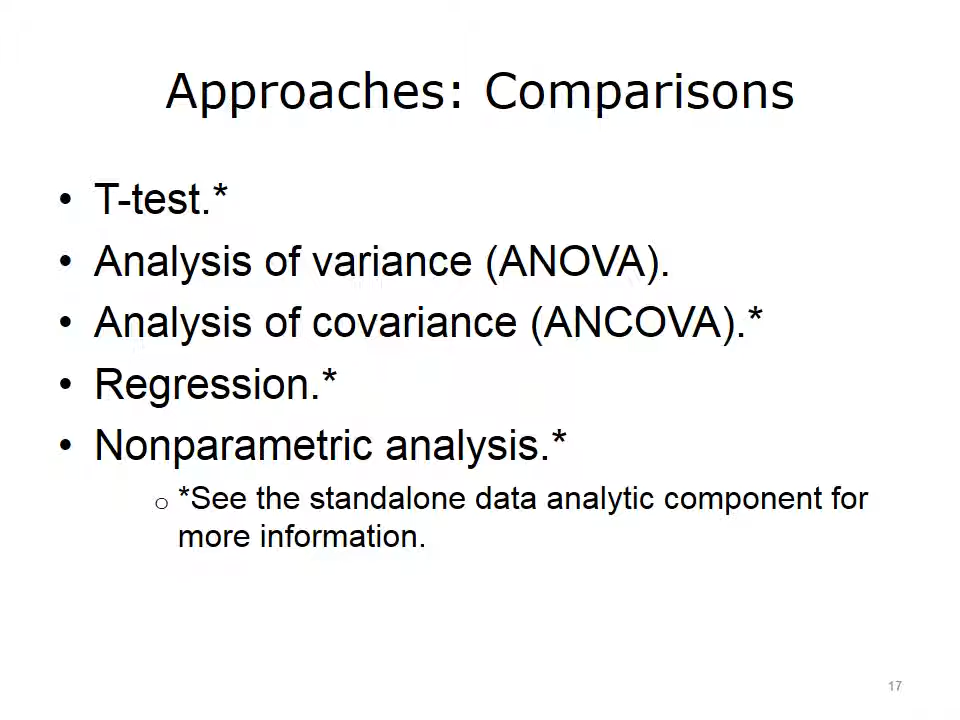 Approaches: Comparisons
• T-test.*
• Analysis of variance (ANOVA).
• Analysis of covariance (ANCOVA).*
• Regression.*
• Nonparametric analysis.*
o *See the standalone data analytic component for
more information.
17